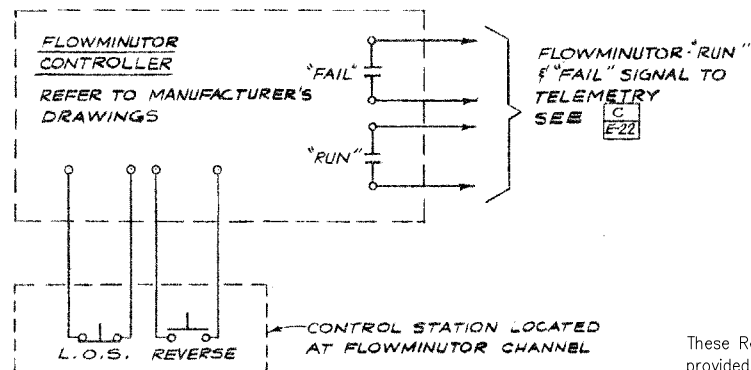 FLOWMINUTOR
CONTROLLER
REFER TO MANUFACTURER'S
DRAWINGS
"FAIL"
"RUN"
FLOWMINUTOR "RUN"
& "FAIL" SIGNAL TO
TELEMETRY
SEE C
E-22
L.O.S. REVERSE
CONTROL STATION LOCATED
AT FLOWMINUTOR CHANNEL
These
provided